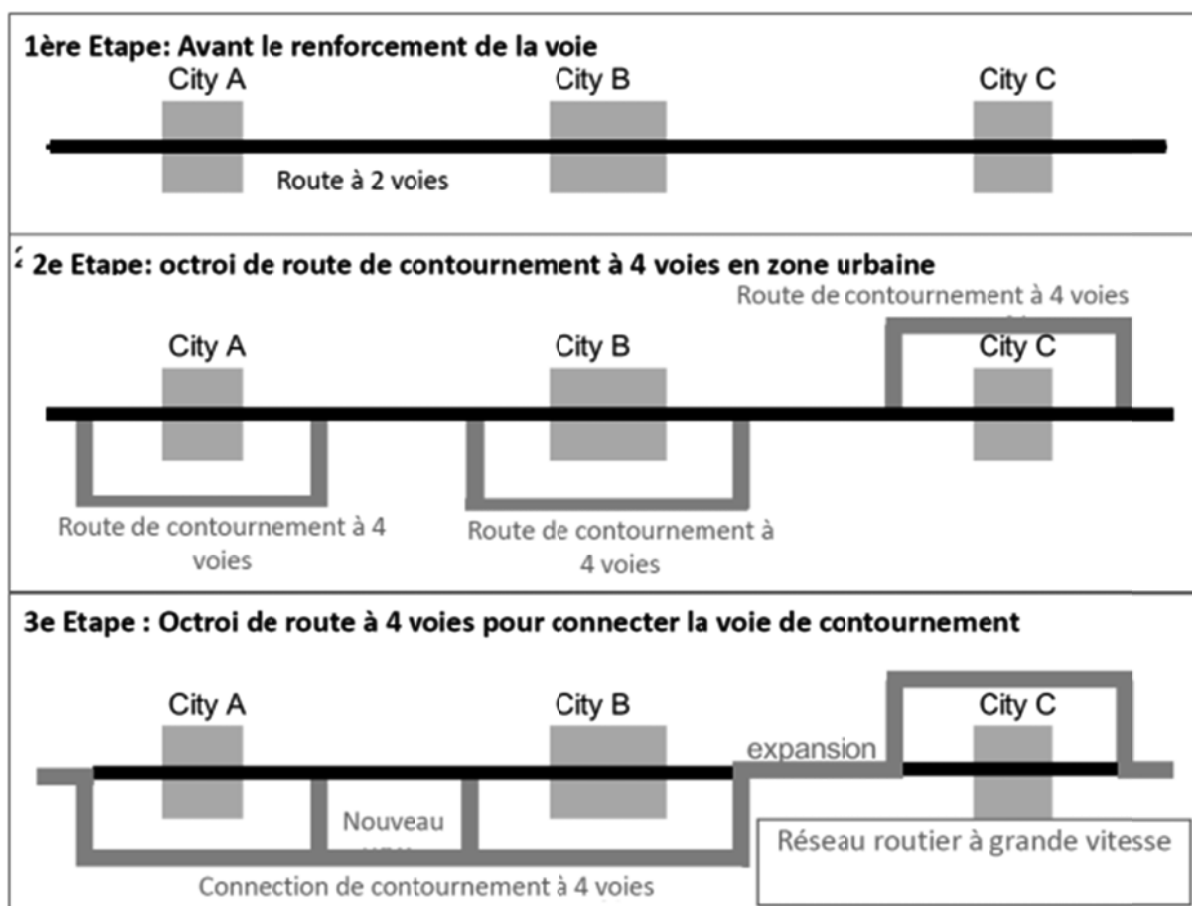 1ère Etape: Avant le renforcement de la voie
City A
City B
City C
Route à 2 voies
2e Etape: octroi de route de contournement à 4 voies en zone urbaine
Route de contournement à 4 voies
City A
City B
City C
Route de contournement à 4
voies
Route de contournement à
4 voies
3e Etape : Octroi de route à 4 voies pour connecter la voie de contournement
City A
City B
City C
expansion
Nouveau
Réseau routier à grande vitesse
Connection de contournement à 4 voies